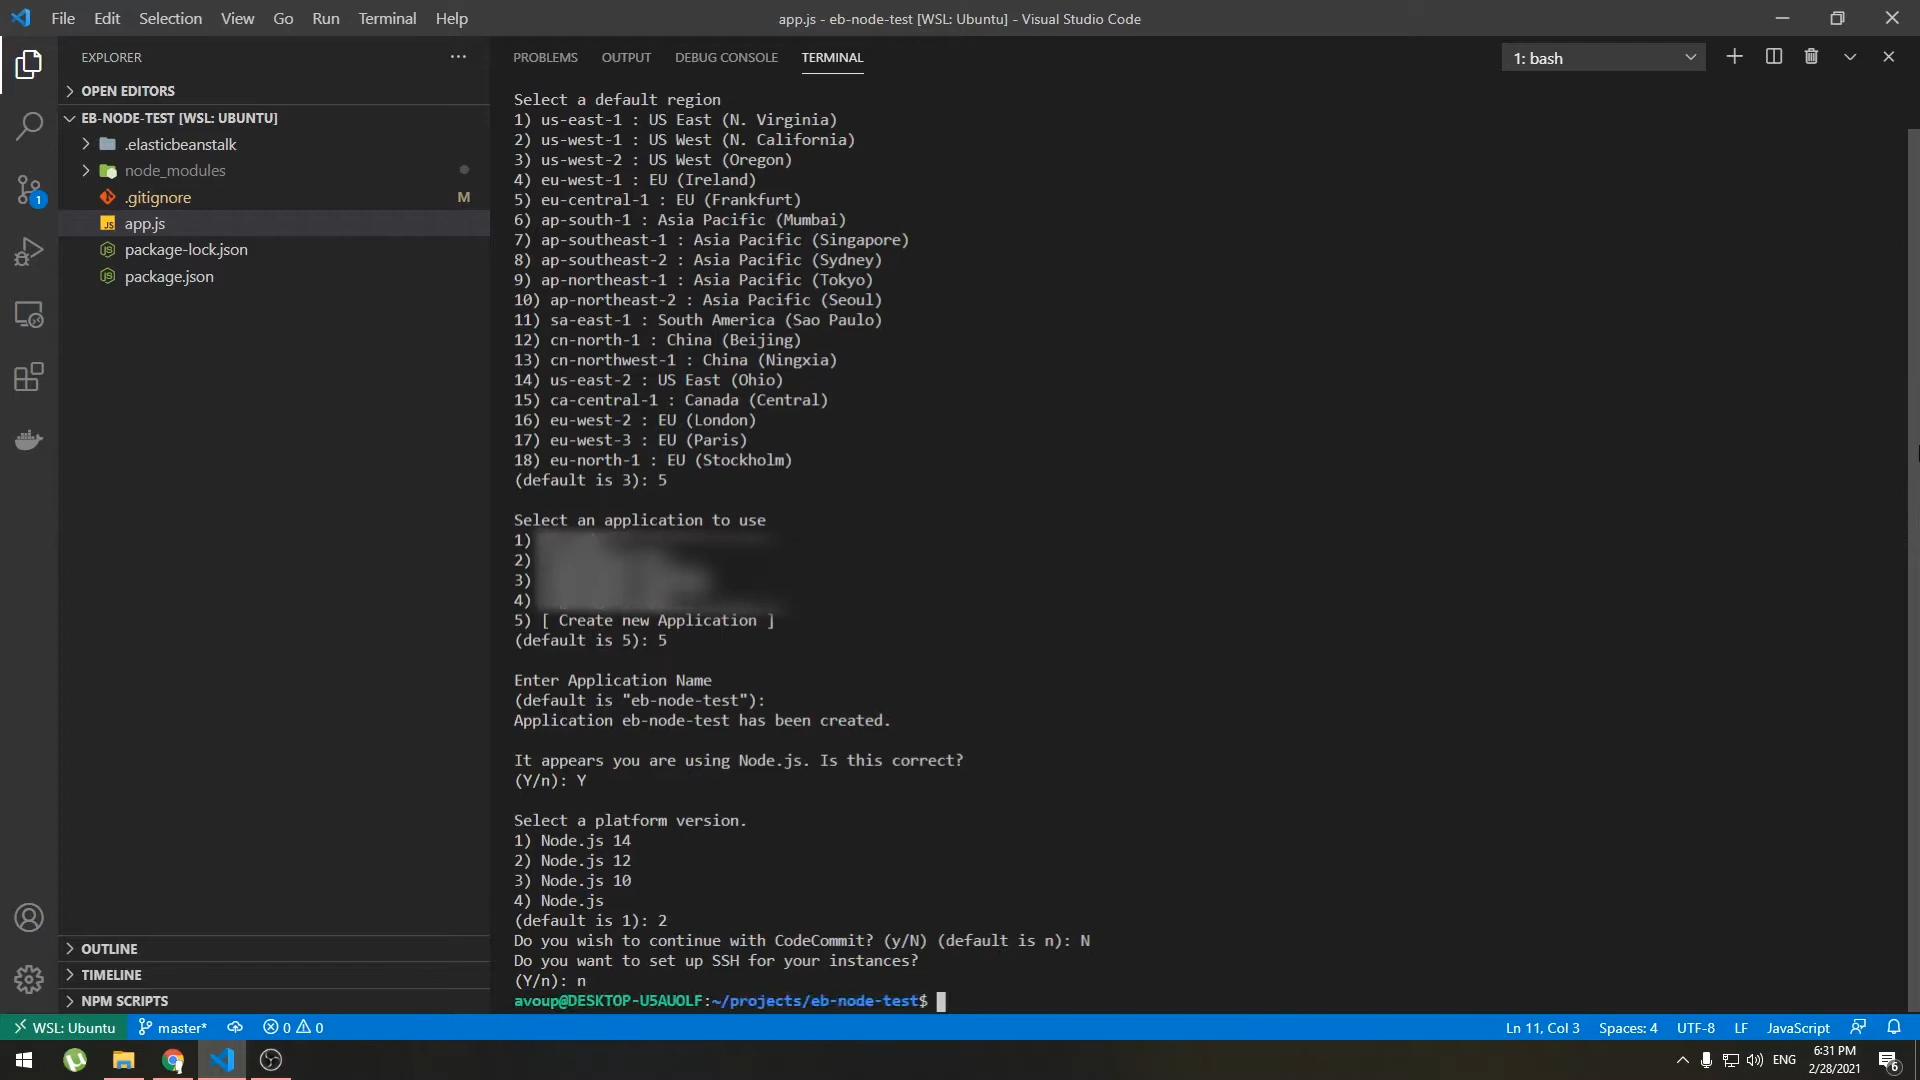 File Edit Selection View Go Run Terminal Help
app.js - eb-node-test [WSL: Ubuntu] - Visual Studio Code
EXPLORER
OPEN EDITORS
EB-NODE-TEST [WSL: UBUNTU]
.elasticbeanstalk
node_modules
.gitignore M
app.js
package-lock.json
package.json
OUTLINE
TIMELINE
NPM SCRIPTS
PROBLEMS OUTPUT DEBUG CONSOLE TERMINAL
1: bash
Select a default region
1) us-east-1 : US East (N. Virginia)
2) us-west-1 : US West (N. California)
3) us-west-2 : US West (Oregon)
4) eu-west-1 : EU (Ireland)
5) eu-central-1 : EU (Frankfurt)
6) ap-south-1 : Asia Pacific (Mumbai)
7) ap-southeast-1 : Asia Pacific (Singapore)
8) ap-southeast-2 : Asia Pacific (Sydney)
9) ap-northeast-1 : Asia Pacific (Tokyo)
10) ap-northeast-2 : Asia Pacific (Seoul)
11) sa-east-1 : South America (Sao Paulo)
12) cn-north-1 : China (Beijing)
13) cn-northwest-1 : China (Ningxia)
14) us-east-2 : US East (Ohio)
15) ca-central-1 : Canada (Central)
16) eu-west-2 : EU (London)
17) eu-west-3 : EU (Paris)
18) eu-north-1 : EU (Stockholm)
(default is 3): 5
Select an application to use
1)
2)
3)
4)
5) [ Create new Application ]
(default is 5): 5
Enter Application Name
(default is "eb-node-test"):
Application eb-node-test has been created.
It appears you are using Node.js. Is this correct?
(Y/n): Y
Select a platform version.
1) Node.js 14
2) Node.js 12
3) Node.js 10
4) Node.js
(default is 1): 2
Do you wish to continue with CodeCommit? (y/N) (default is n): N
Do you want to set up SSH for your instances?
(Y/n): n
avoup@DESKTOP-U5AUOLF:~/projects/eb-node-test$
1
WSL: Ubuntu master* 0 0 Ln 11, Col 3 Spaces: 4 UTF-8 LF JavaScript
ENG
6:31 PM
2/28/2021
6